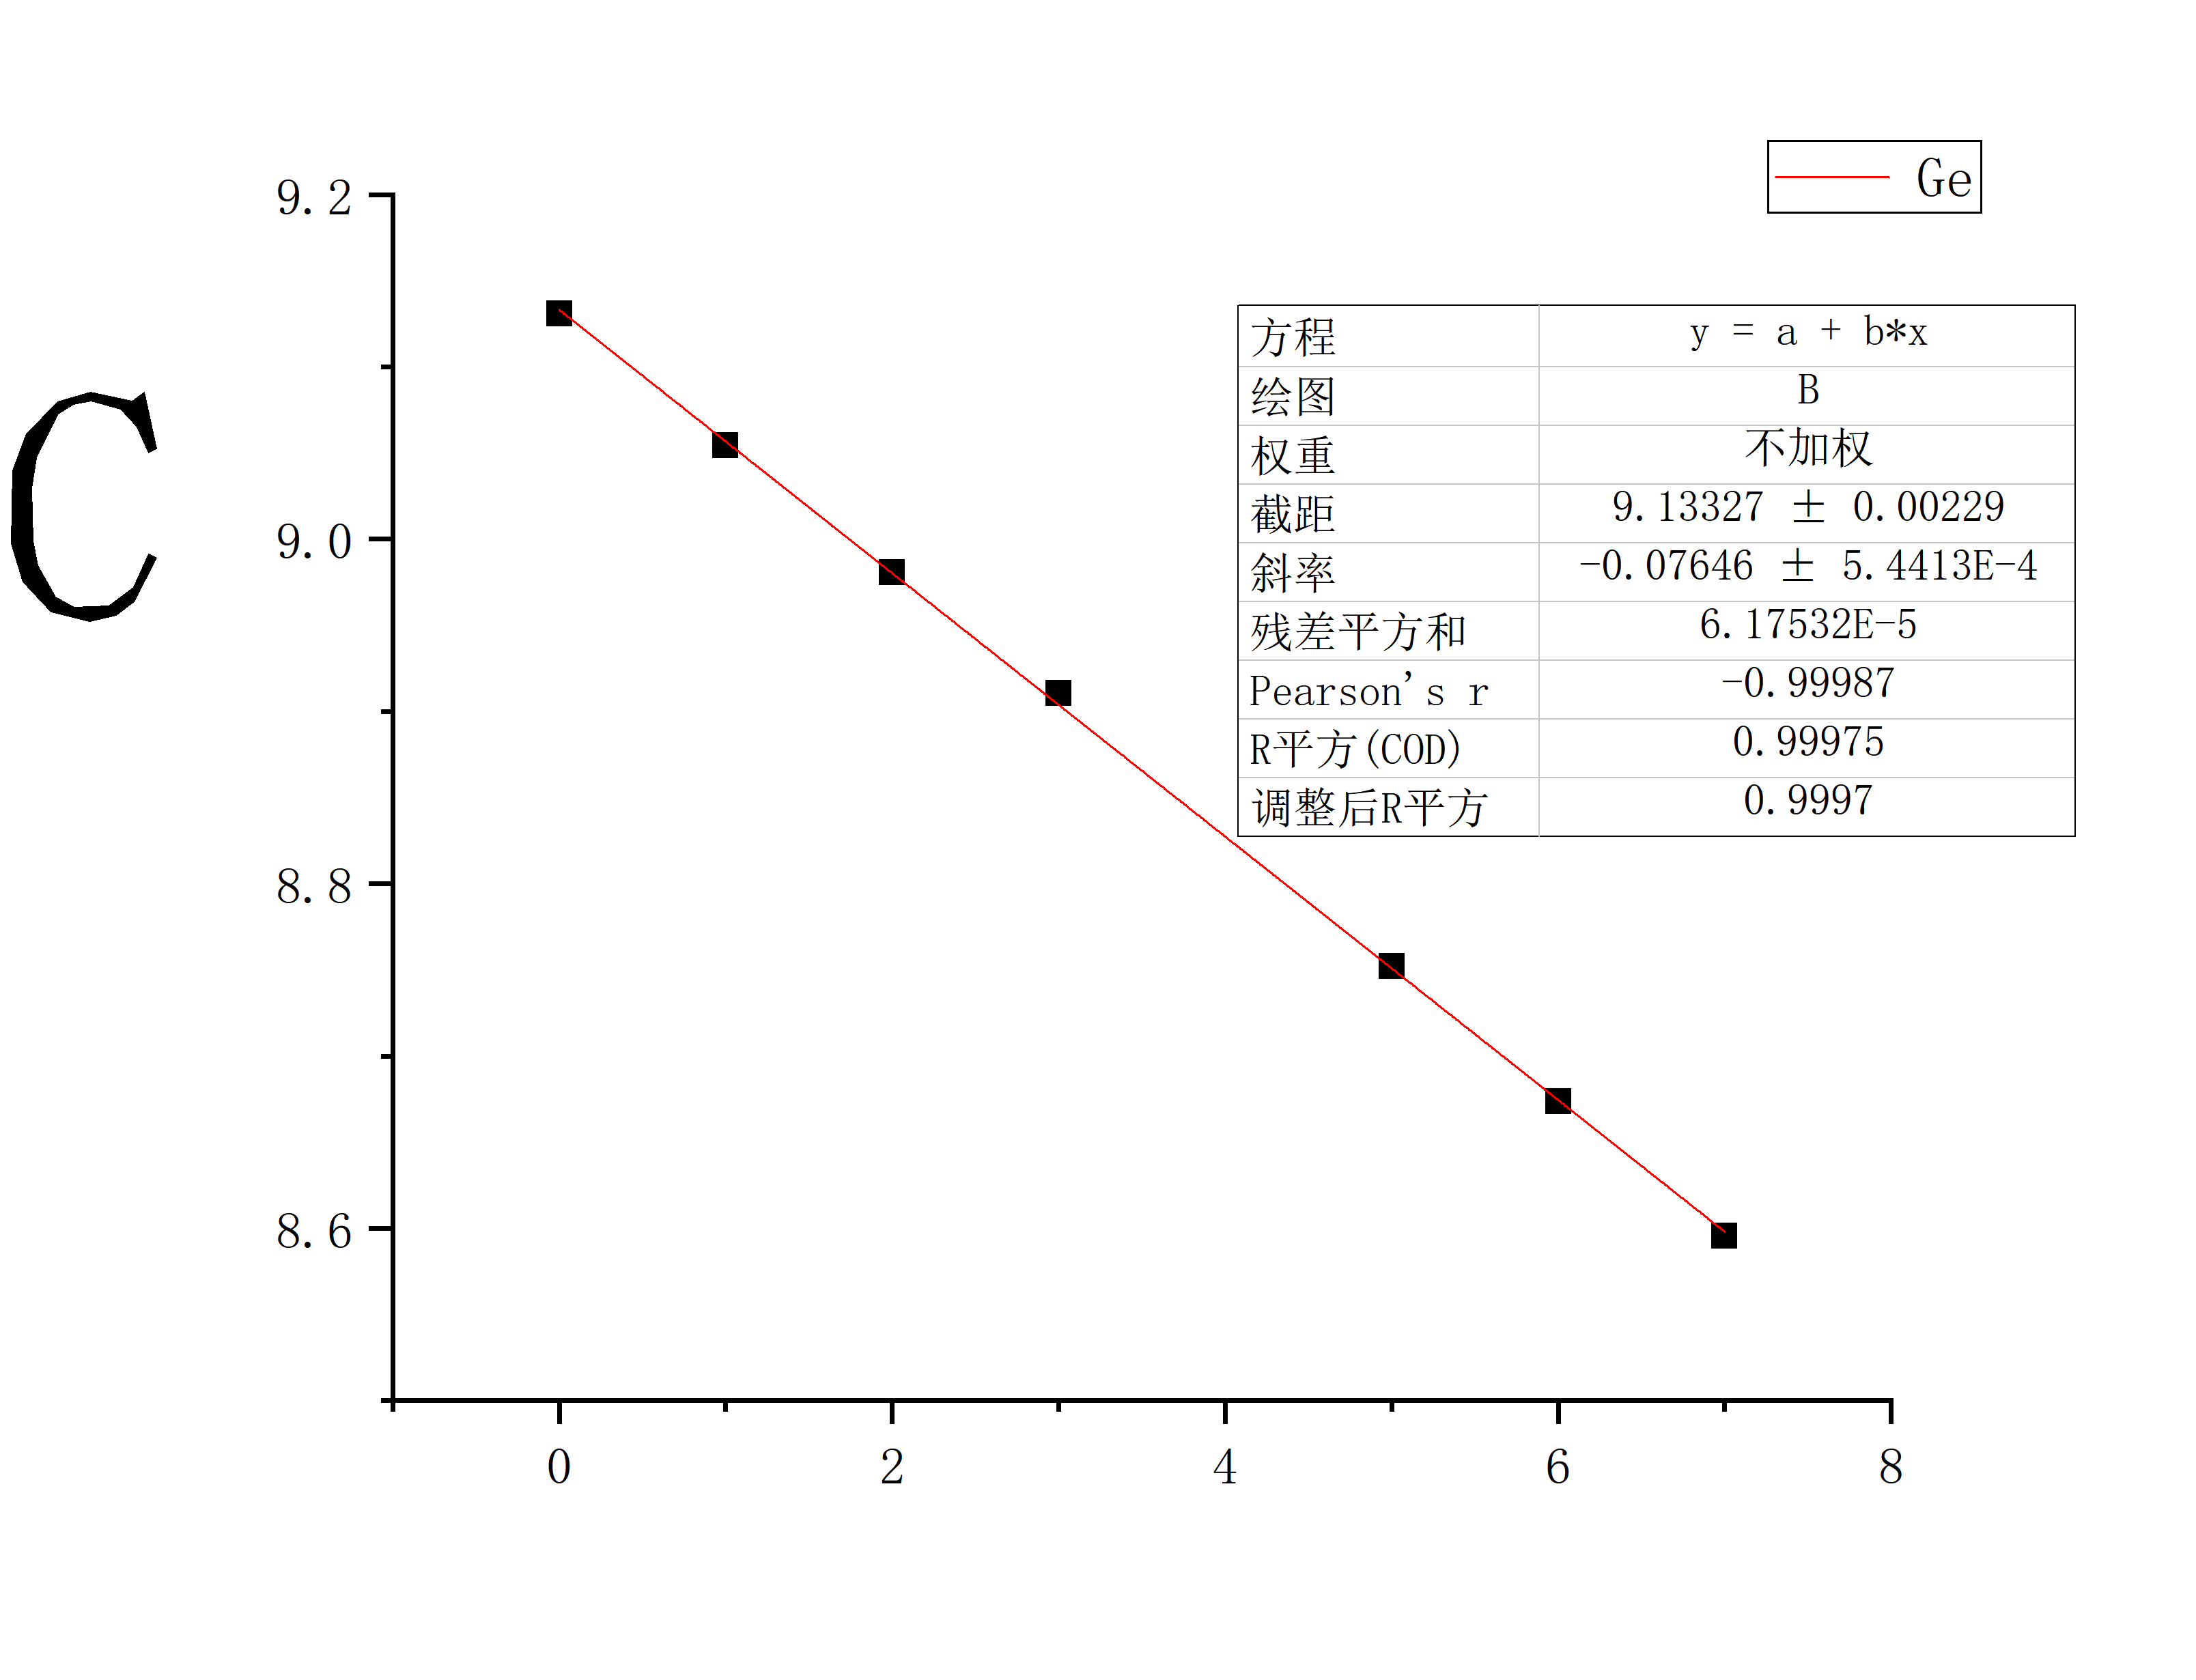 C
9.2
9.0
8.8
8.6
0 2 4 6 8
Ge
方程 y = a + b*x
绘图 B
权重 不加权
截距 9.13327 ± 0.00229
斜率 -0.07646 ± 5.4413E-4
残差平方和 6.17532E-5
Pearson's r -0.99987
R平方(COD) 0.99975
调整后R平方 0.9997